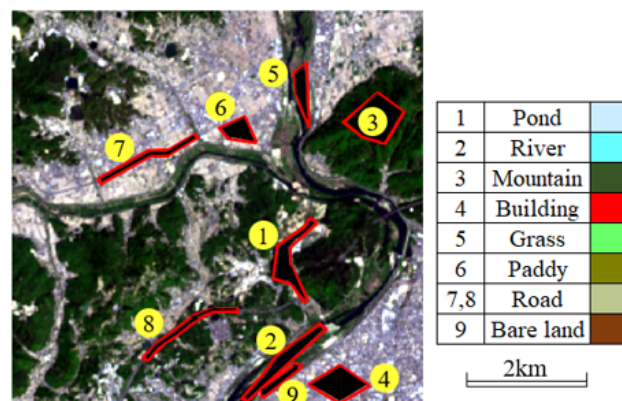 5
6
3
7
1
8
2
9
4
1 Pond
2 River
3 Mountain
4 Building
5 Grass
6 Paddy
7,8 Road
9 Bare land
2km